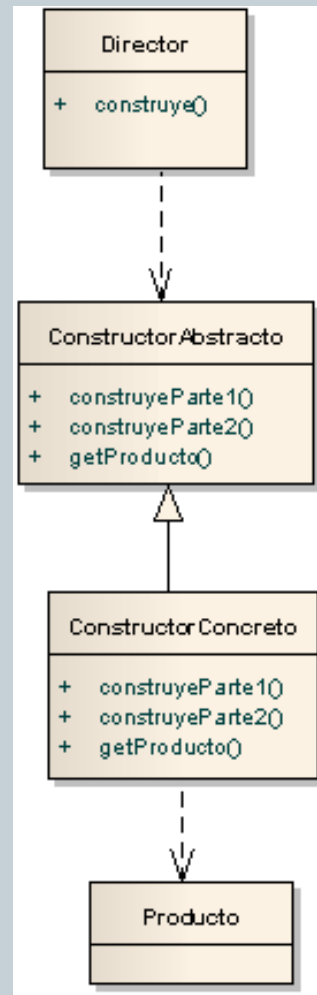 Director
+ construye()
ConstructorAbstracto
+ construyeParte1()
+ construyeParte2()
+ getProducto()
ConstructorConcreto
+ construyeParte1()
+ construyeParte2()
+ getProducto()
Producto